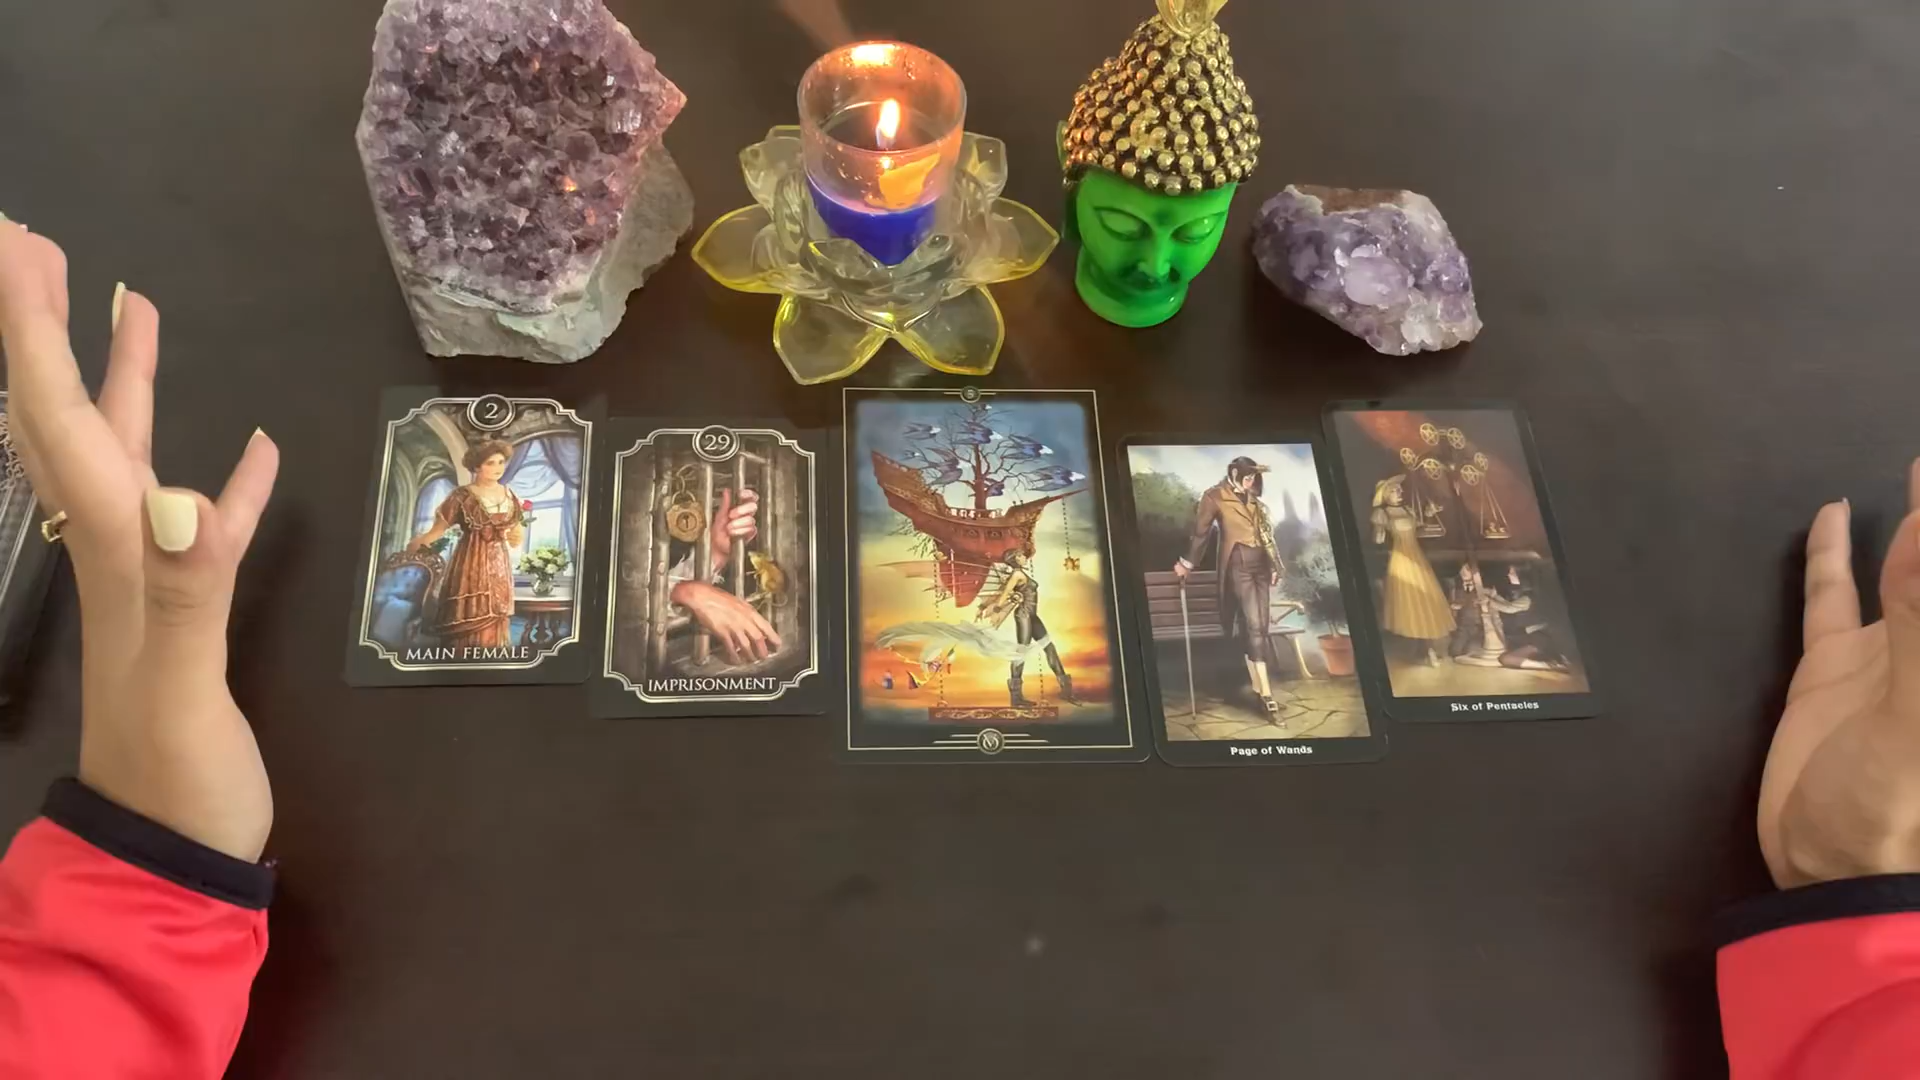 2
MAIN FEMALE
29
IMPRISONMENT
Page of Wands
Six of Pentacles